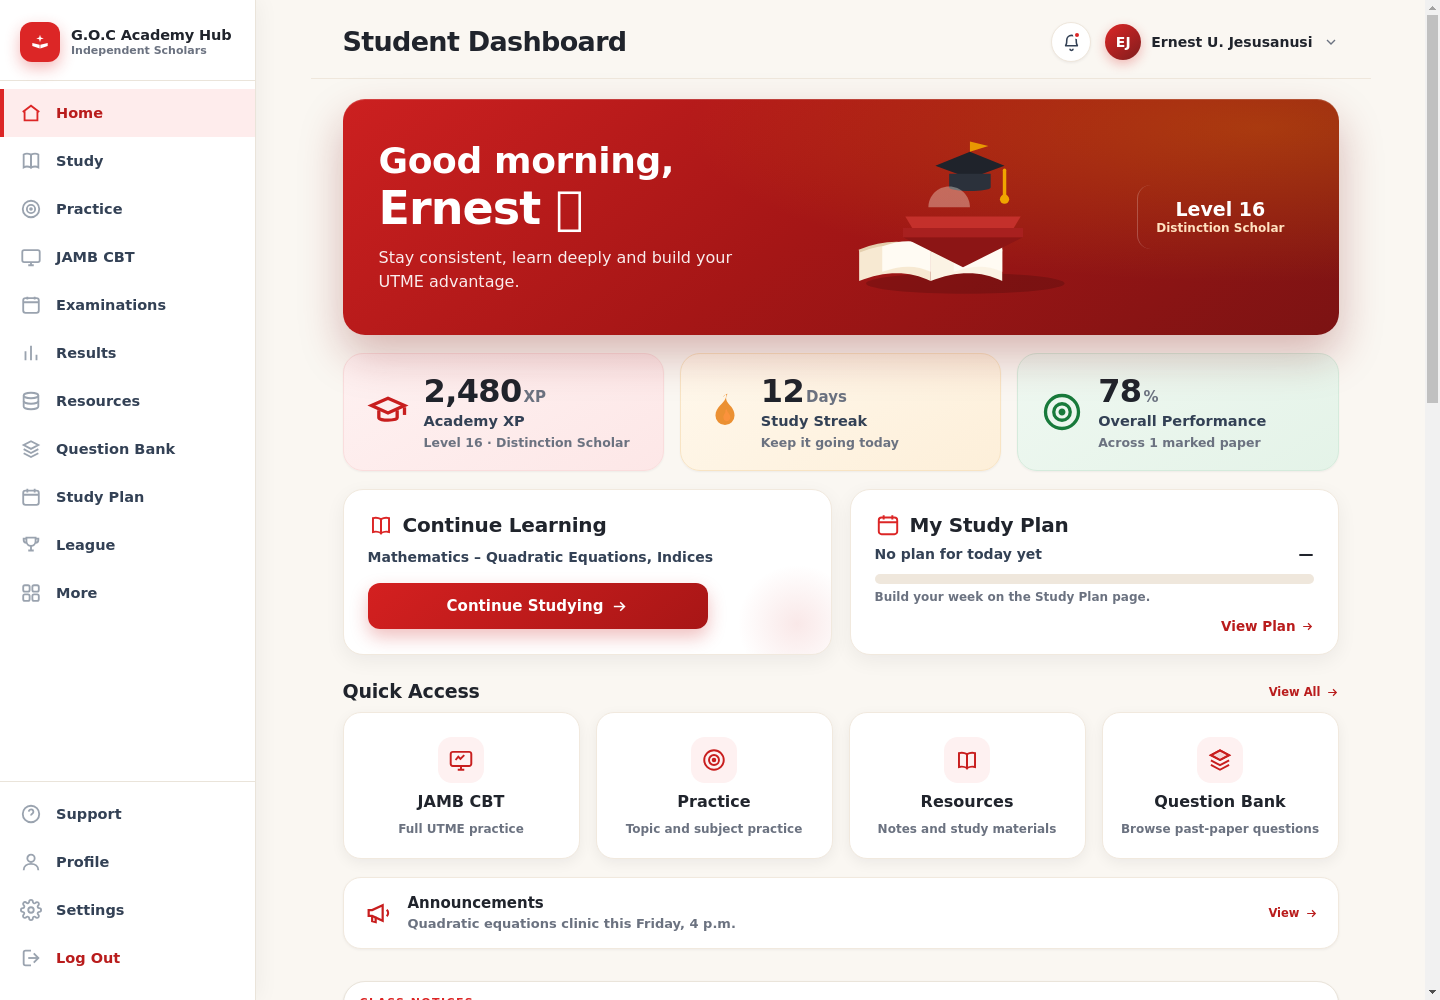 G.O.C Academy Hub
Independent Scholars
Home
Study
Practice
JAMB CBT
Examinations
Results
Resources
Question Bank
Study Plan
League
More
Support
Profile
Settings
Log Out
Student Dashboard
EJ
Ernest U. Jesusanusi
Good morning,
Ernest
Stay consistent, learn deeply and build your
UTME advantage.
Level 16
Distinction Scholar
2,480 XP
Academy XP
Level 16 · Distinction Scholar
12 Days
Study Streak
Keep it going today
78 %
Overall Performance
Across 1 marked paper
Continue Learning
Mathematics – Quadratic Equations, Indices
Continue Studying →
My Study Plan
No plan for today yet —
Build your week on the Study Plan page.
View Plan →
Quick Access
View All →
JAMB CBT
Full UTME practice
Practice
Topic and subject practice
Resources
Notes and study materials
Question Bank
Browse past-paper questions
Announcements
Quadratic equations clinic this Friday, 4 p.m.
View →
CLASS NOTICES